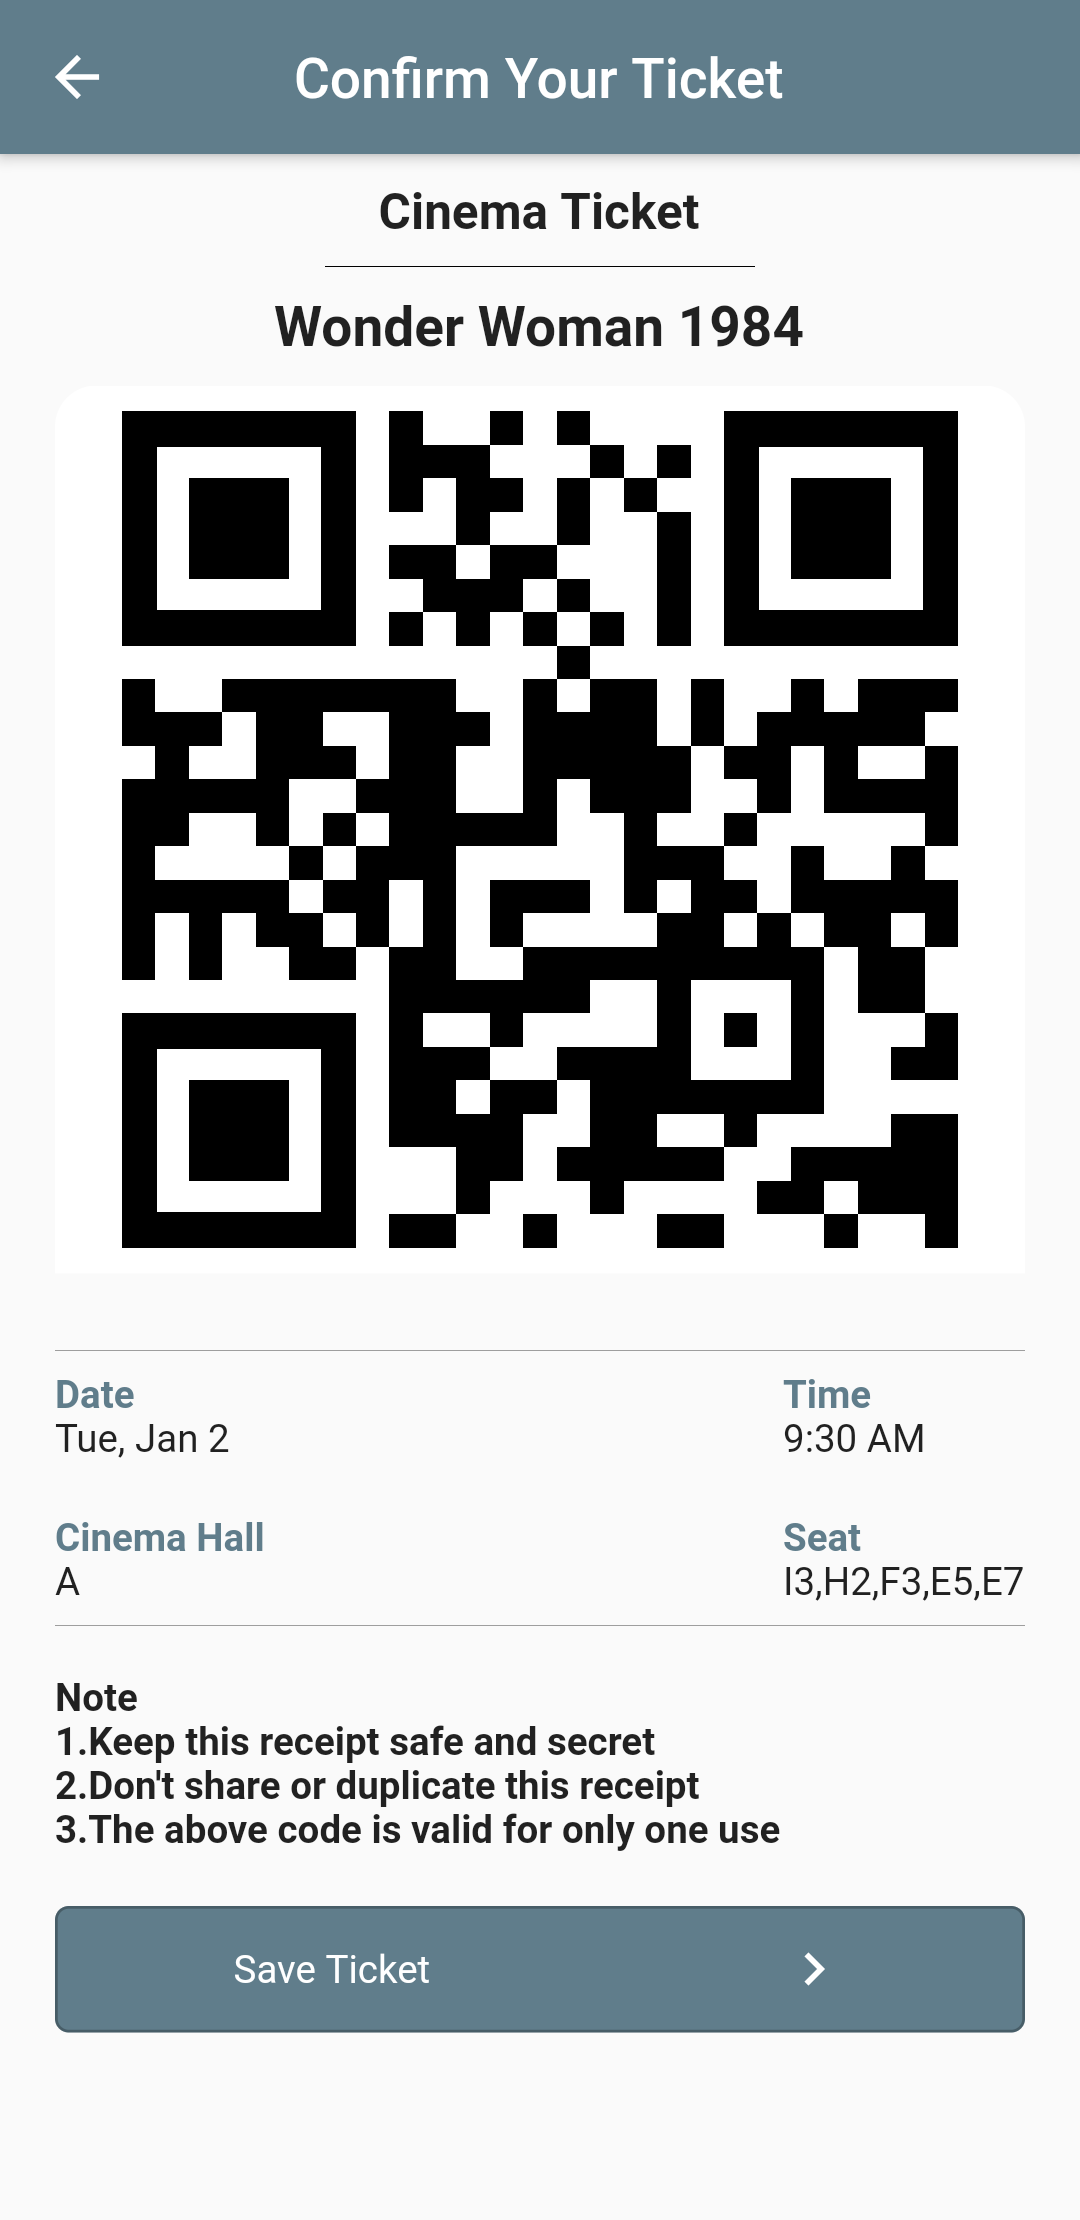 Confirm Your Ticket
Cinema Ticket
Wonder Woman 1984
Date
Tue, Jan 2
Time
9:30 AM
Cinema Hall
A
Seat
I3,H2,F3,E5,E7
Note
1.Keep this receipt safe and secret
2.Don't share or duplicate this receipt
3.The above code is valid for only one use
Save Ticket